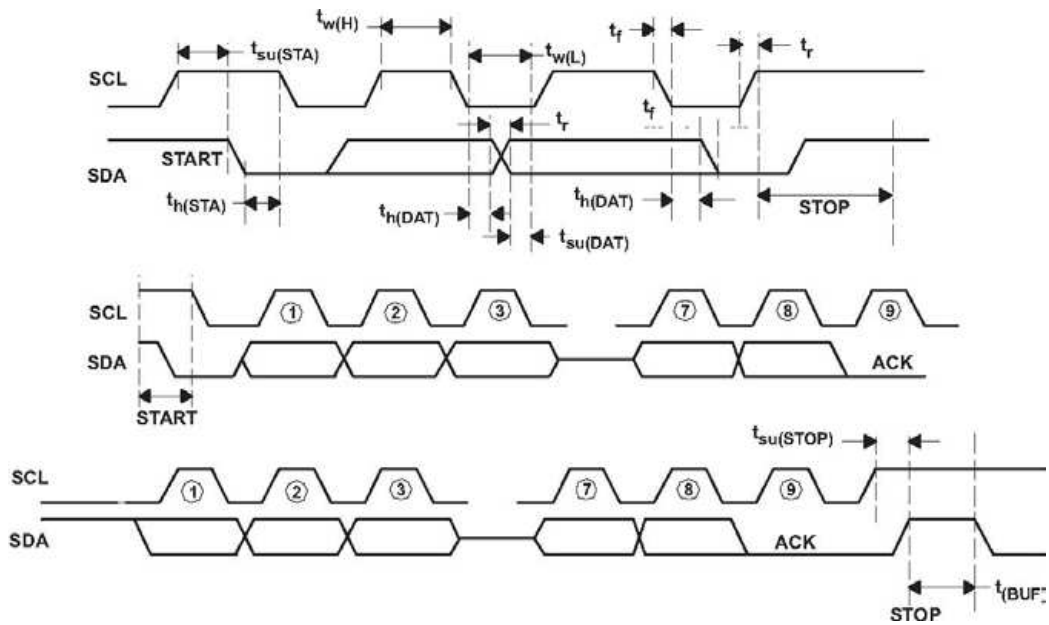 tw(H)
tf
tr
tsu(STA)
tw(L)
SCL
tr
tf
START
SDA
th(STA)
th(DAT)
th(DAT)
STOP
tsu(DAT)
SCL
1 2 3 7 8 9
SDA
ACK
START
tsu(STOP)
SCL
1 2 3 7 8 9
SDA
ACK
t(BUF)
STOP